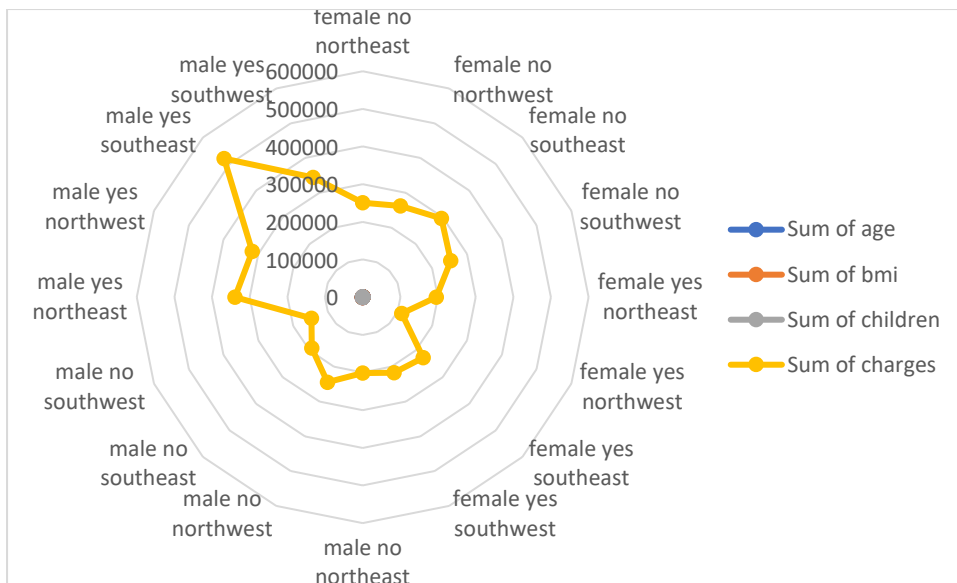 female no
northeast
female no
northwest
female no
southeast
female no
southwest
female yes
northeast
female yes
northwest
female yes
southeast
female yes
southwest
male no
northeast
male no
northwest
male no
southeast
male no
southwest
male yes
northeast
male yes
northwest
male yes
southeast
male yes
southwest
600000
500000
400000
300000
200000
100000
0
Sum of age
Sum of bmi
Sum of children
Sum of charges